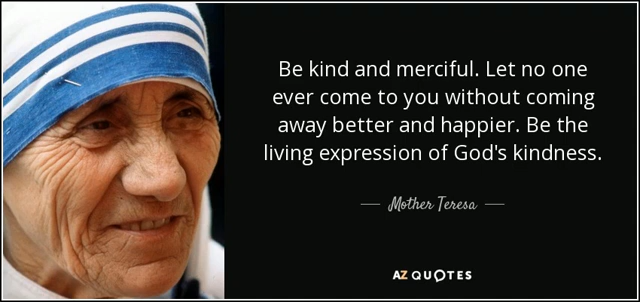 Be kind and merciful. Let no one
ever come to you without coming
away better and happier. Be the
living expression of God's kindness.
Mother Teresa
AZ QUOTES